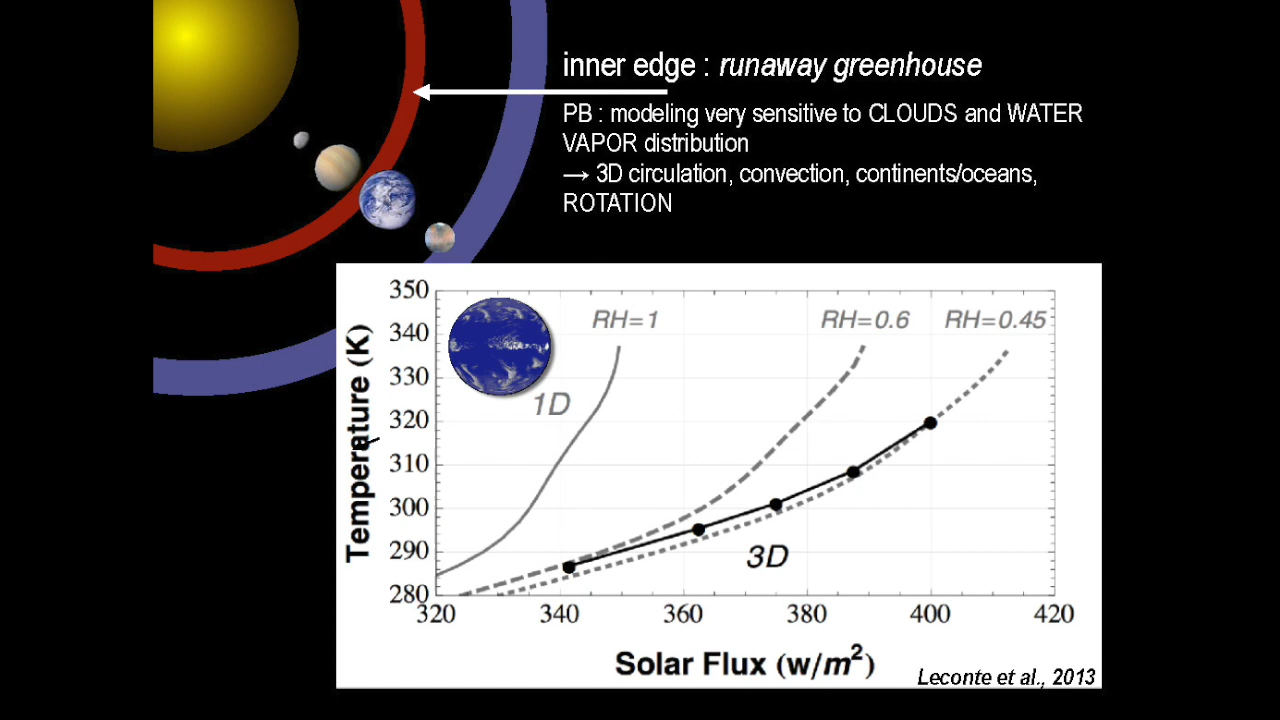 inner edge : runaway greenhouse
PB : modeling very sensitive to CLOUDS and WATER
VAPOR distribution
→ 3D circulation, convection, continents/oceans,
ROTATION
350
340
330
320
310
300
290
280
Temperature (K)
RH=1
RH=0.6
RH=0.45
1D
3D
320
340
360
380
400
420
Solar Flux (w/m²)
Leconte et al., 2013